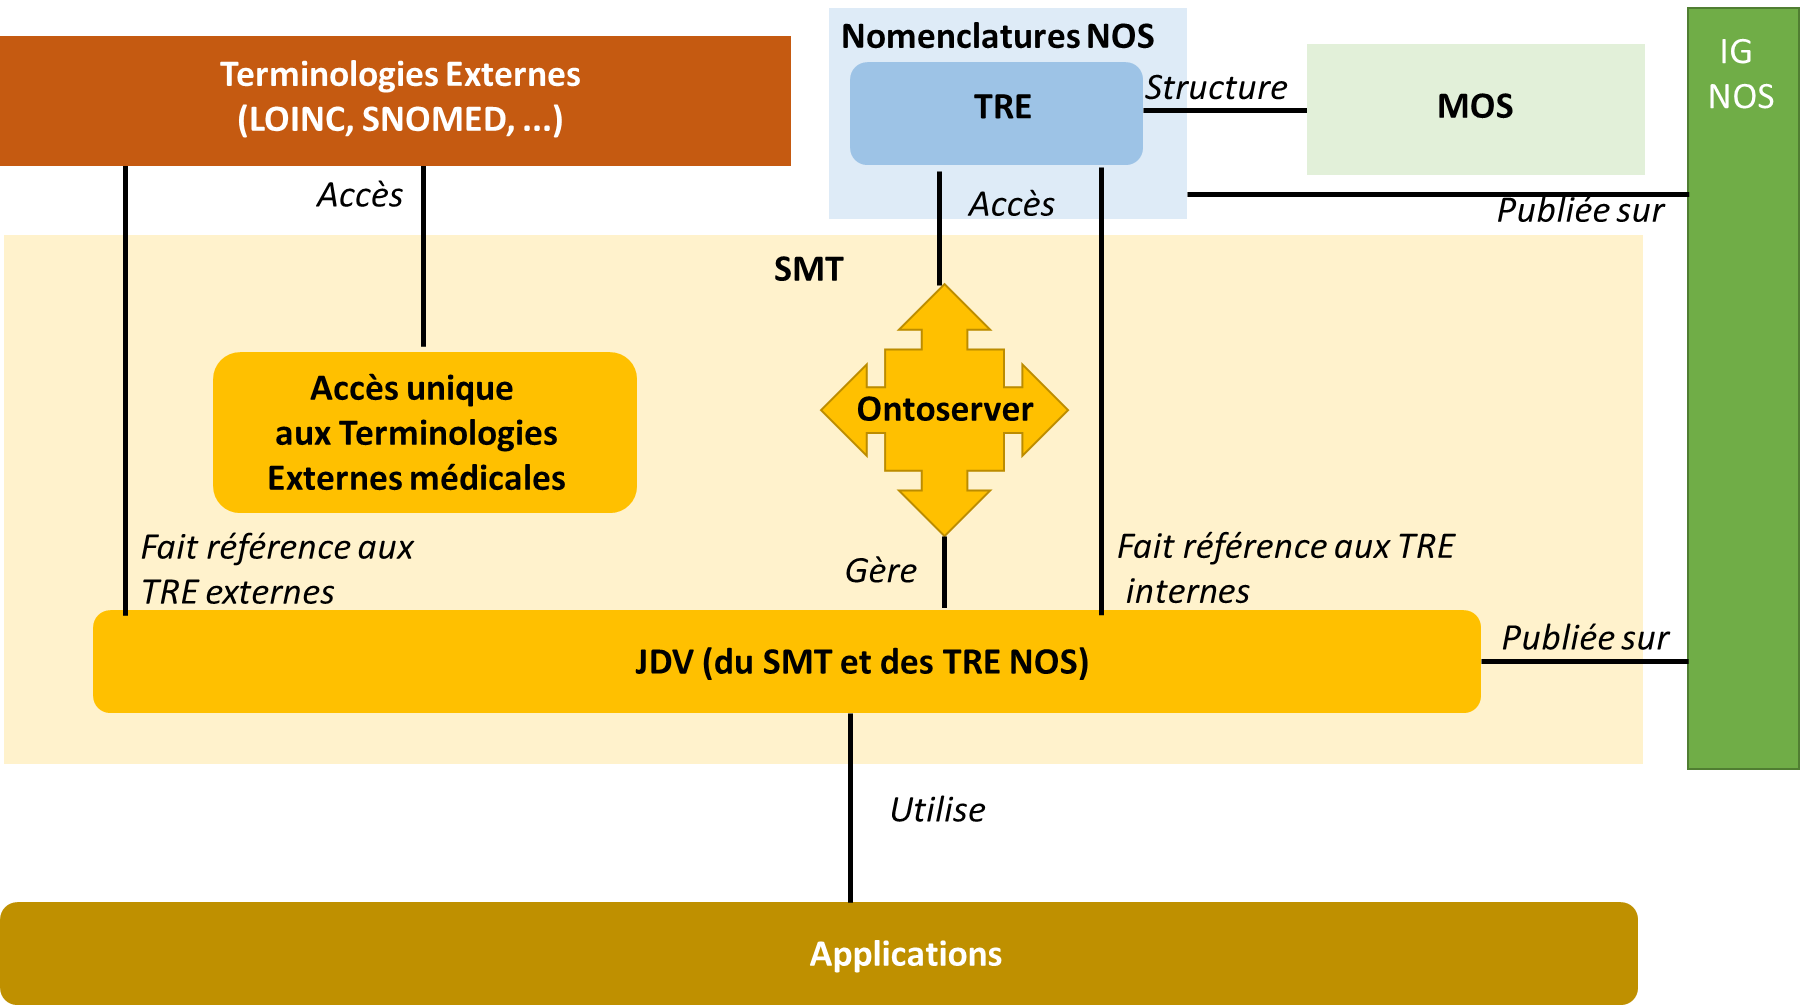 Terminologies Externes
(LOINC, SNOMED, ...)
Nomenclatures NOS
TRE
Structure
MOS
IG
NOS
Accès
Accès
Publiée sur
SMT
Accès unique
aux Terminologies
Externes médicales
Ontoserver
Fait référence aux
TRE externes
Gère
Fait référence aux TRE
internes
JDV (du SMT et des TRE NOS)
Publiée sur
Utilise
Applications